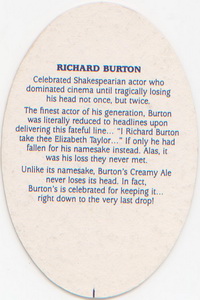 RICHARD BURTON
Celebrated Shakespearian actor who
dominated cinema until tragically losing
his head not once, but twice.
The finest actor of his generation, Burton
was literally reduced to headlines upon
delivering this fateful line... "I Richard Burton
take thee Elizabeth Taylor..." If only he had
fallen for his namesake instead. Alas, it
was his loss they never met.
Unlike its namesake, Burton's Creamy Ale
never loses its head. In fact,
Burton's is celebrated for keeping it...
right down to the very last drop!